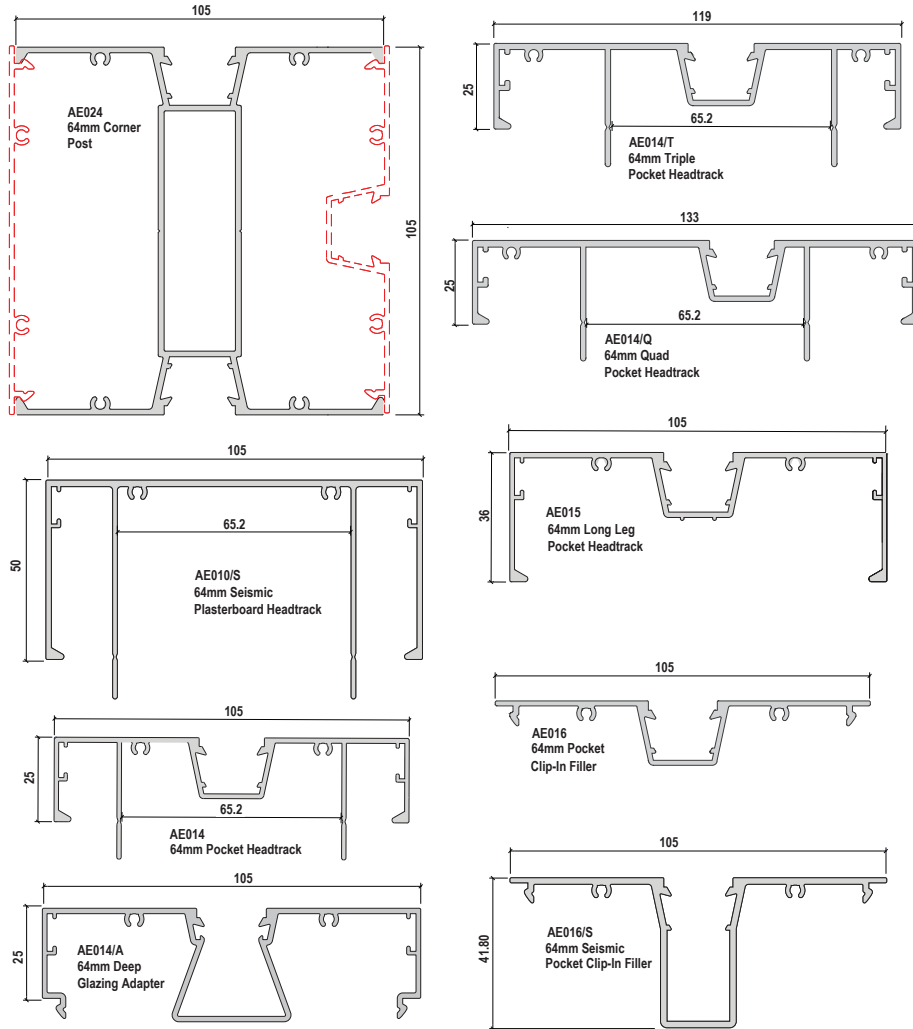 105
105
AE024
64mm Corner
Post
119
25
65.2
AE014/T
64mm Triple
Pocket Headtrack
133
25
65.2
AE014/Q
64mm Quad
Pocket Headtrack
105
50
65.2
AE010/S
64mm Seismic
Plasterboard Headtrack
105
36
AE015
64mm Long Leg
Pocket Headtrack
105
25
65.2
AE014
64mm Pocket Headtrack
105
AE016
64mm Pocket
Clip-In Filler
105
25
AE014/A
64mm Deep
Glazing Adapter
105
41.80
AE016/S
64mm Seismic
Pocket Clip-In Filler